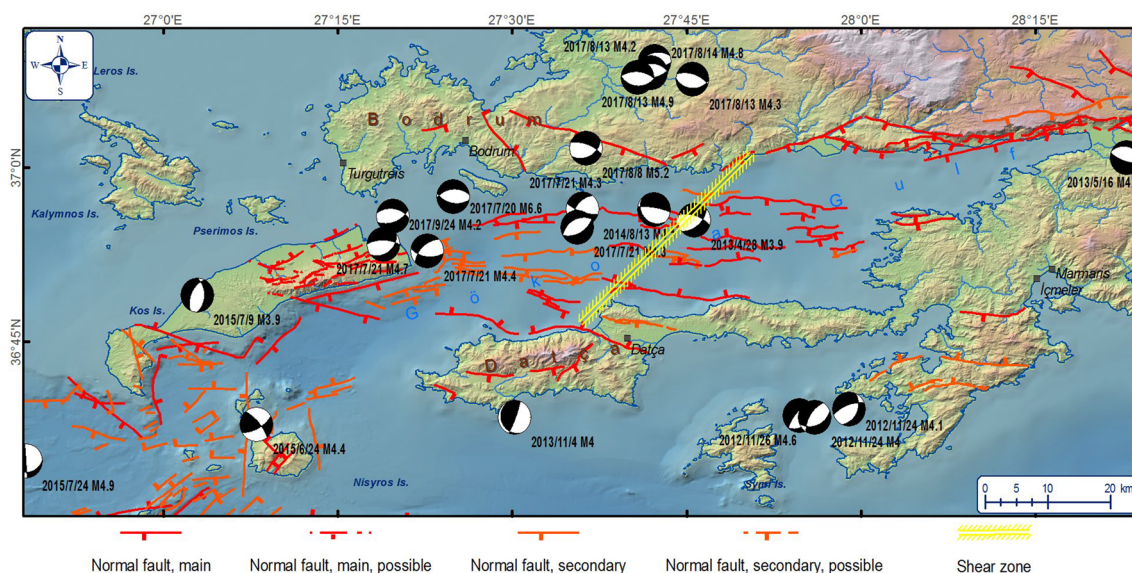 27°0'E 27°15'E 27°30'E 27°45'E 28°0'E 28°15'E
N
W E
S
Leros Is.
2017/8/13 M4.2
2017/8/14 M4.8
2017/8/13 M4.9
2017/8/13 M4.3
Bodrum
Bodrum
37°0'N
Turgutreis
2017/8/8 M5.2
2017/7/21 M4.3
2013/5/16 M4.
Kalymnos Is.
2017/7/20 M6.6
Pserimos Is.
2017/9/24 M4.2
2014/8/13 M
2013/4/28 M3.9
2017/7/21 M4.7
2017/7/21 M4.4
2017/7/21
Gökova Gulf
Marmaris
İçmeler
Kos Is.
2015/7/9 M3.9
36°45'N
Datça
Datça
2013/11/4 M4
2012/11/26 M4.6
2012/11/24 M4.1
2012/11/24 M4
2015/6/24 M4.4
2015/7/24 M4.9
Nisyros Is.
Symi Is.
0 5 10 20 km
Normal fault, main Normal fault, main, possible Normal fault, secondary Normal fault, secondary, possible Shear zone